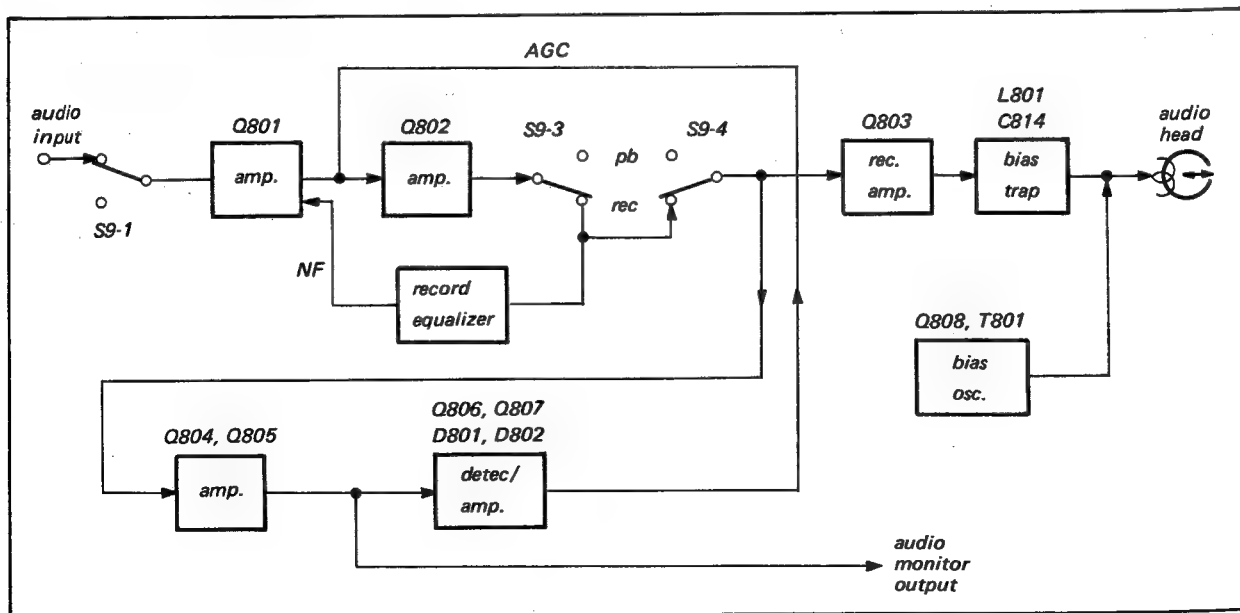 AGC
audio
input
S9-1
Q801
amp.
Q802
amp.
S9-3
pb
rec
S9-4
Q803
rec.
amp.
L801
C814
bias
trap
audio
head
NF
record
equalizer
Q808, T801
bias
osc.
Q804, Q805
amp.
Q806, Q807
D801, D802
detec/
amp.
audio
monitor
output